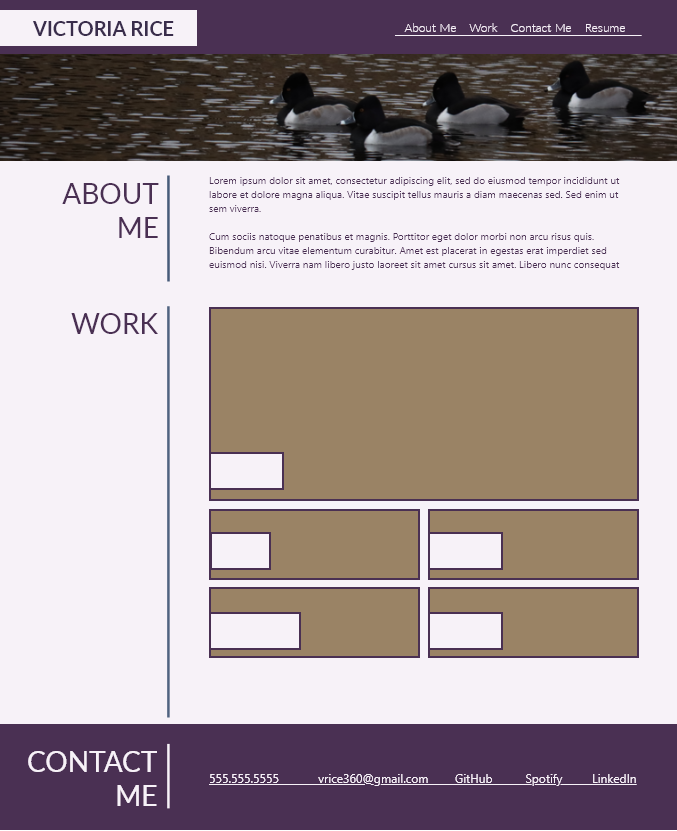 VICTORIA RICE
About Me Work Contact Me Resume
ABOUT
ME
Lorem ipsum dolor sit amet, consectetur adipiscing elit, sed do eiusmod tempor incididunt ut
labore et dolore magna aliqua. Vitae suscipit tellus mauris a diam maecenas sed. Sed enim ut
sem viverra.
Cum sociis natoque penatibus et magnis. Porttitor eget dolor morbi non arcu risus quis.
Bibendum arcu vitae elementum curabitur. Amet est placerat in egestas erat imperdiet sed
euismod nisi. Viverra nam libero justo laoreet sit amet cursus sit amet. Libero nunc consequat
WORK
CONTACT
ME
555.555.5555 vrice360@gmail.com GitHub Spotify LinkedIn